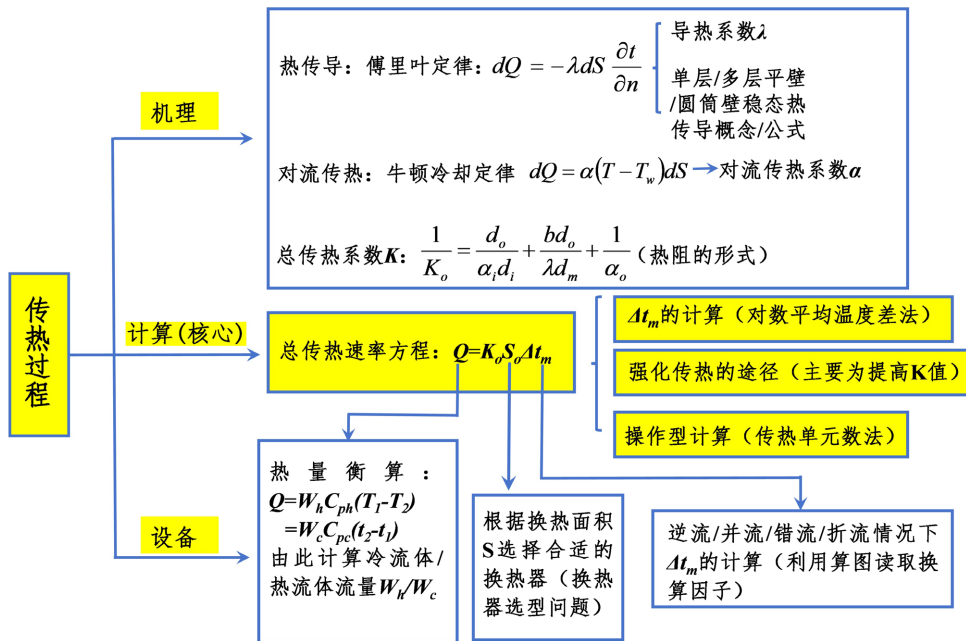 传热过程
机理
热传导：傅里叶定律：dQ = −λdS ∂t/∂n
导热系数λ
单层/多层平壁
/圆筒壁稳态热
传导概念/公式
对流传热：牛顿冷却定律 dQ = α(T − T_w)dS
对流传热系数α
总传热系数K： 1/K_o = d_o/(α_i d_i) + bd_o/(λd_m) + 1/α_o （热阻的形式）
计算(核心)
总传热速率方程：Q=K_oS_oΔt_m
Δt_m的计算（对数平均温度差法）
强化传热的途径（主要为提高K值）
操作型计算（传热单元数法）
设备
热量衡算：
Q=W_hC_ph(T_1-T_2)
=W_cC_pc(t_2-t_1)
由此计算冷流体/
热流体流量W_h/W_c
根据换热面积
S选择合适的
换热器（换热
器选型问题）
逆流/并流/错流/折流情况下
Δt_m的计算（利用算图读取换
算因子）